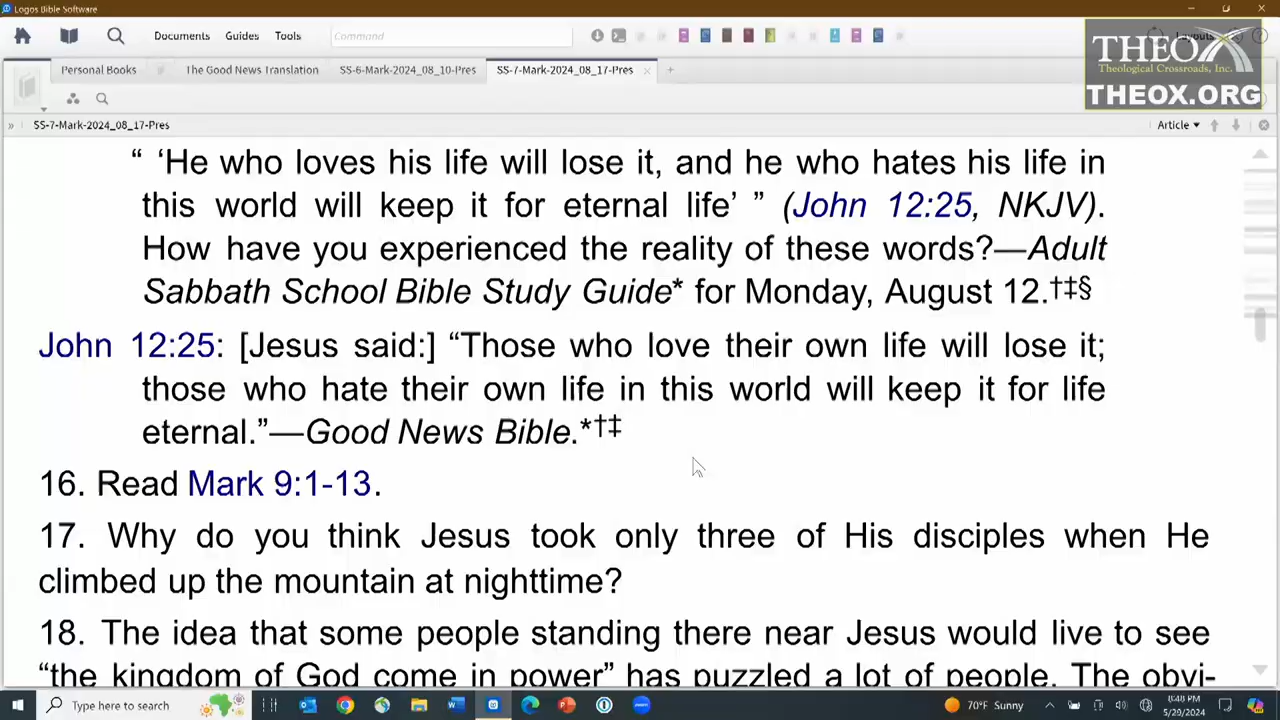 Logos Bible Software
Documents Guides Tools Command
THEOX
Theological Crossroads, Inc.
THEOX.ORG
Personal Books The Good News Translation SS-7-Mark-2024_08_17-Pres
SS-7-Mark-2024_08_17-Pres Article
“ ‘He who loves his life will lose it, and he who hates his life in
this world will keep it for eternal life’ ” (John 12:25, NKJV).
How have you experienced the reality of these words?—Adult
Sabbath School Bible Study Guide* for Monday, August 12.†‡§
John 12:25: [Jesus said:] “Those who love their own life will lose it;
those who hate their own life in this world will keep it for life
eternal.”—Good News Bible.*†‡
16. Read Mark 9:1-13.
17. Why do you think Jesus took only three of His disciples when He
climbed up the mountain at nighttime?
18. The idea that some people standing there near Jesus would live to see
“the kingdom of God come in power” has puzzled a lot of people. The obvi-
Type here to search
70°F Sunny
8:48 PM
5/29/2024